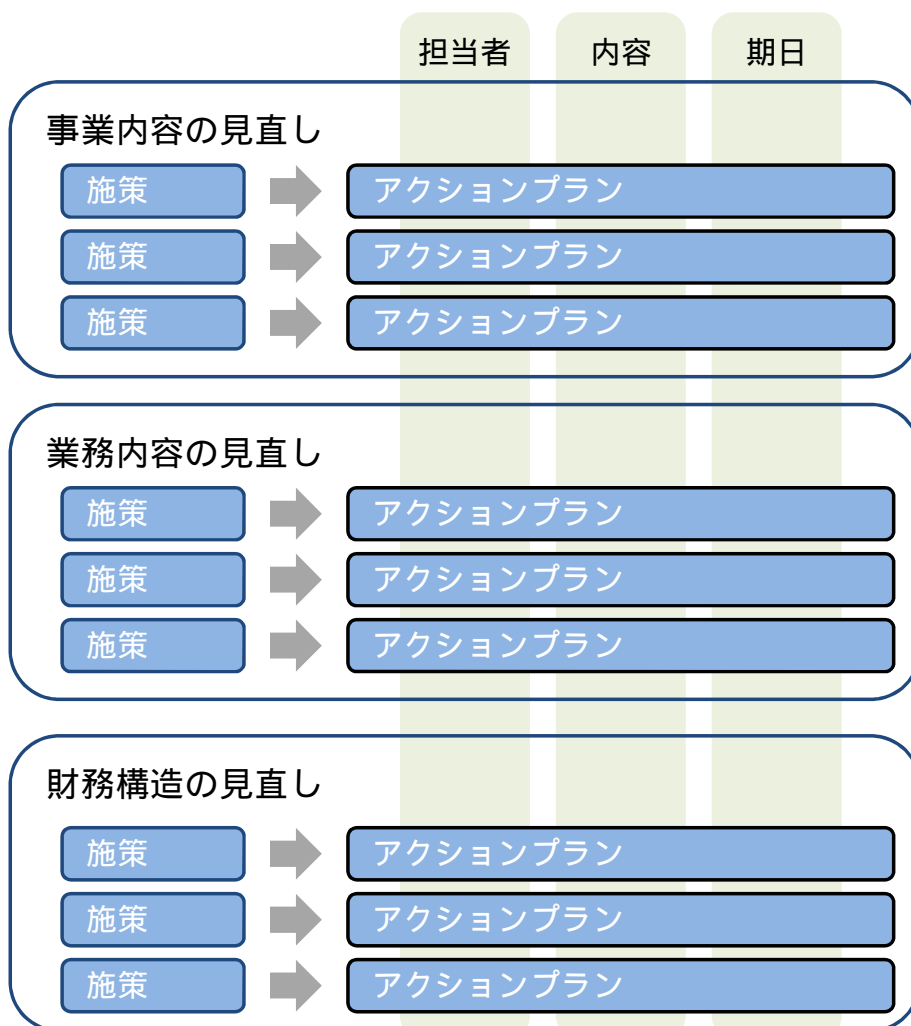 担当者 内容 期日
事業内容の見直し
施策 アクションプラン
施策 アクションプラン
施策 アクションプラン
業務内容の見直し
施策 アクションプラン
施策 アクションプラン
施策 アクションプラン
財務構造の見直し
施策 アクションプラン
施策 アクションプラン
施策 アクションプラン